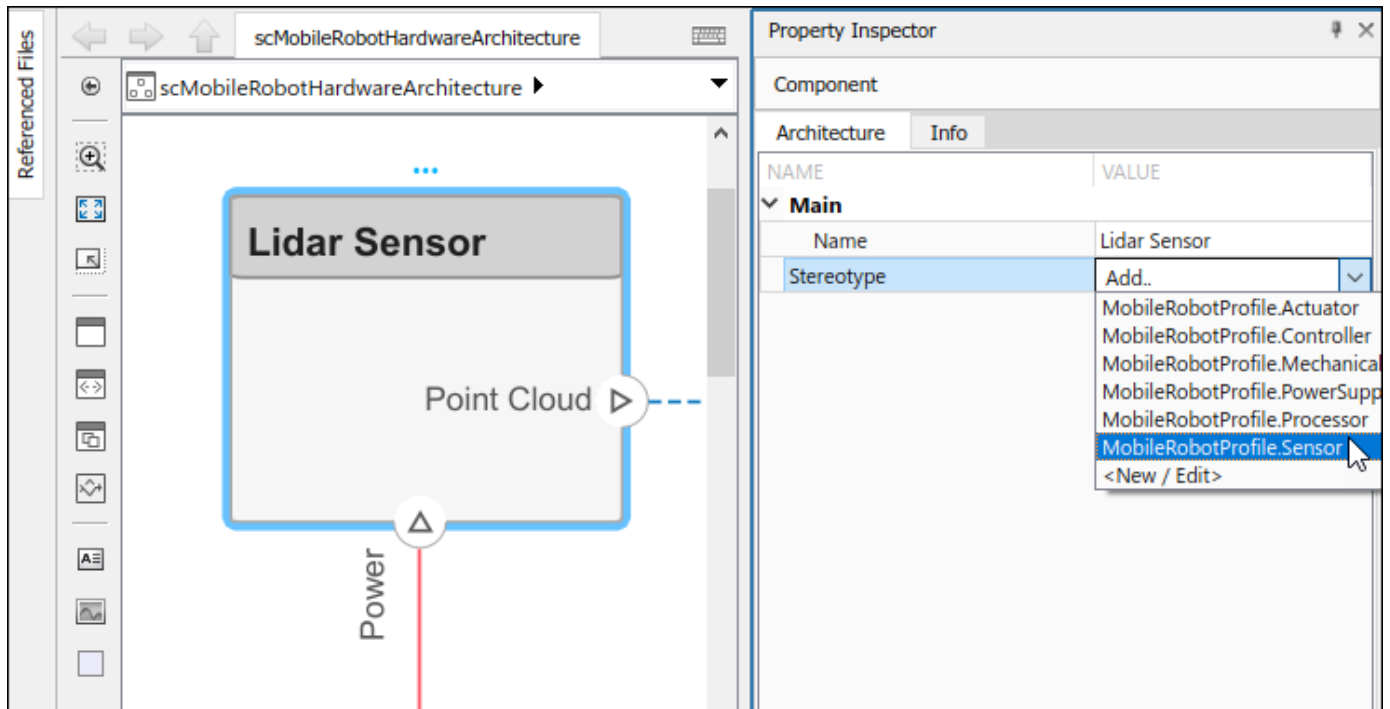 Referenced Files
scMobileRobotHardwareArchitecture
scMobileRobotHardwareArchitecture
Lidar Sensor
Point Cloud
Power
Property Inspector
Component
Architecture Info
NAME VALUE
Main
Name Lidar Sensor
Stereotype Add..
MobileRobotProfile.Actuator
MobileRobotProfile.Controller
MobileRobotProfile.Mechanical
MobileRobotProfile.PowerSupp
MobileRobotProfile.Processor
MobileRobotProfile.Sensor
<New / Edit>